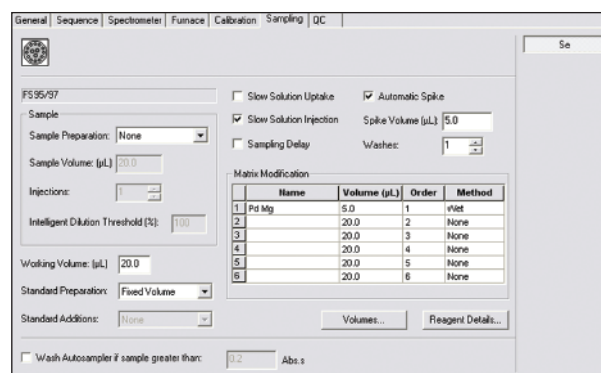 General Sequence Spectrometer Furnace Calibration Sampling QC
Se
FS95/97
Sample
Sample Preparation: None
Sample Volume: (µL) 20.0
Injections: 1
Intelligent Dilution Threshold (%): 100
Working Volume: (µL) 20.0
Standard Preparation: Fixed Volume
Standard Additions: None
Slow Solution Uptake
Slow Solution Injection
Sampling Delay
Automatic Spike
Spike Volume (µL): 5.0
Washes: 1
Matrix Modification
Name Volume (µL) Order Method
1 Pd Mg 5.0 1 Wet
2 20.0 2 None
3 20.0 3 None
4 20.0 4 None
5 20.0 5 None
6 20.0 6 None
Volumes... Reagent Details...
Wash Autosampler if sample greater than: 0.2 Abs.s